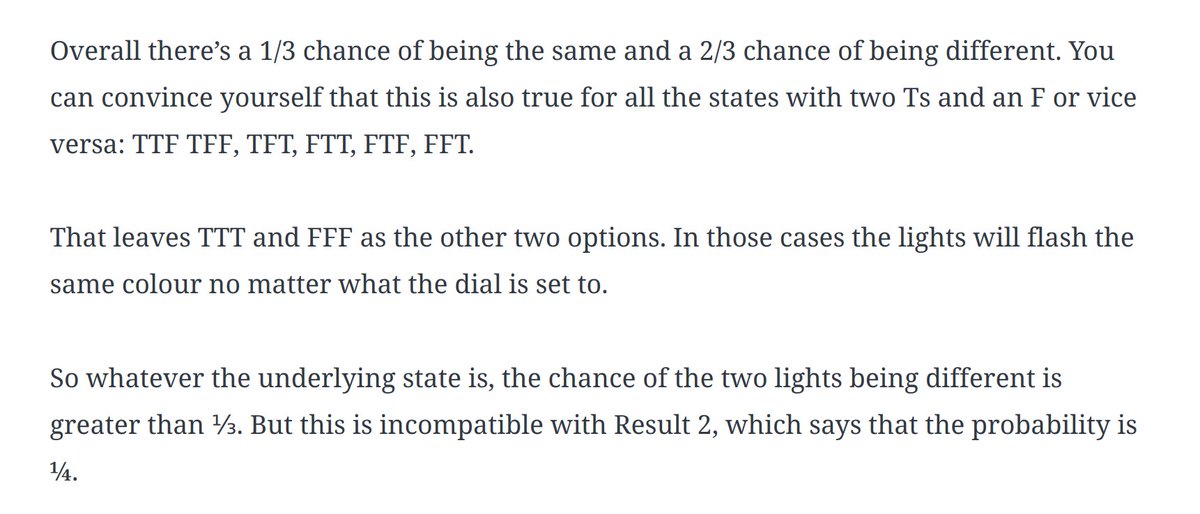 Overall there’s a 1/3 chance of being the same and a 2/3 chance of being different. You
can convince yourself that this is also true for all the states with two Ts and an F or vice
versa: TTF TFF, TFT, FTT, FTF, FFT.
That leaves TTT and FFF as the other two options. In those cases the lights will flash the
same colour no matter what the dial is set to.
So whatever the underlying state is, the chance of the two lights being different is
greater than ⅓. But this is incompatible with Result 2, which says that the probability is
¼.